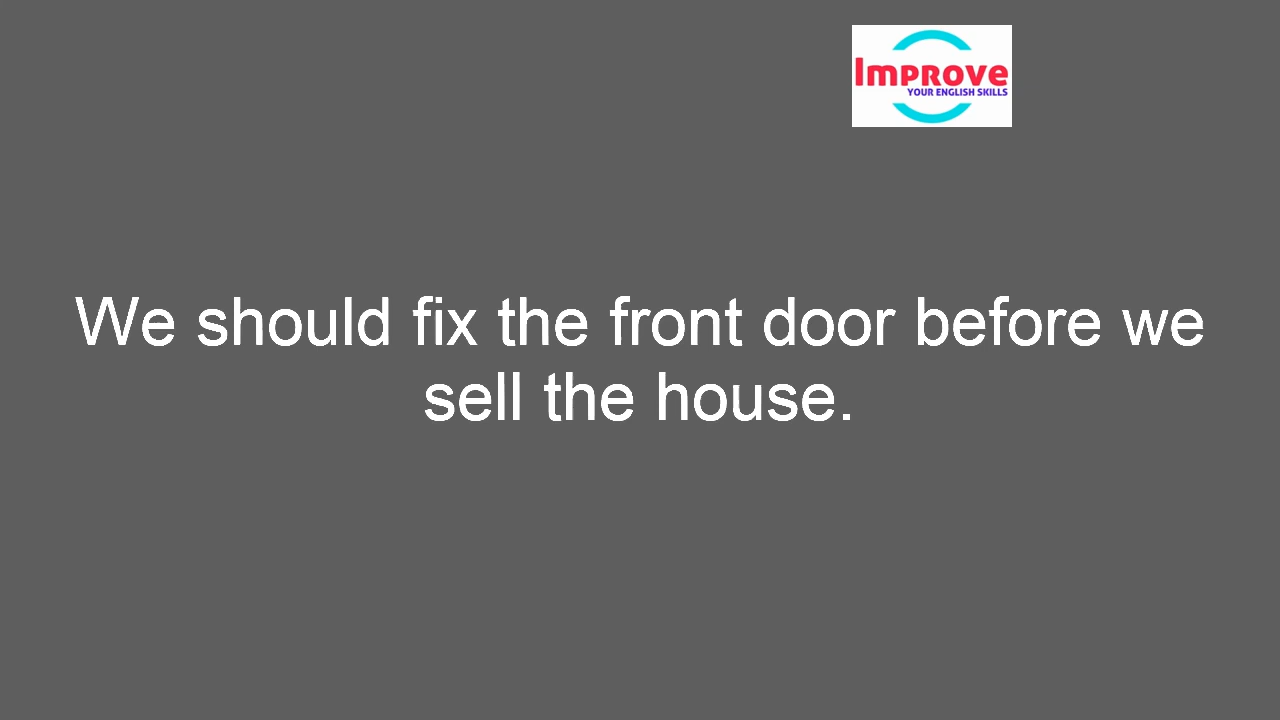 Improve
YOUR ENGLISH SKILLS
We should fix the front door before we
sell the house.